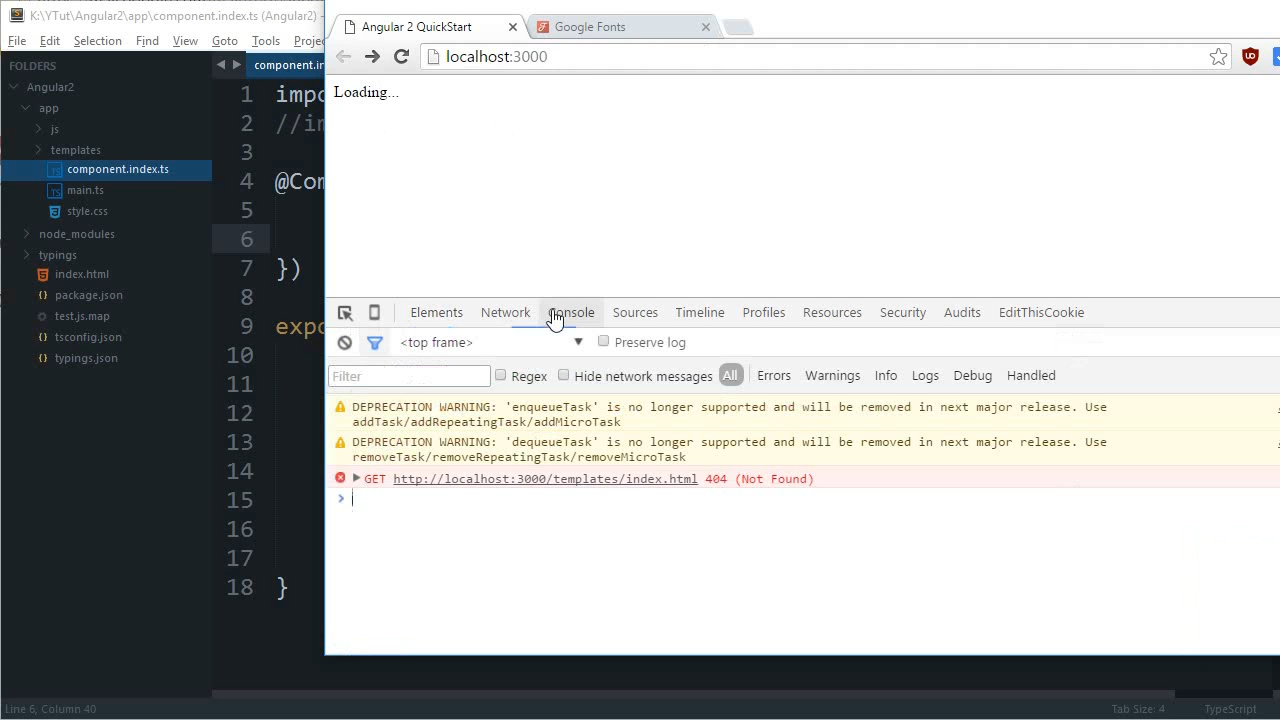 K:\YTut\Angular2\app\component.index.ts (Angular2) -
File Edit Selection Find View Goto Tools Projec
FOLDERS
Angular2
app
js
templates
component.index.ts
main.ts
style.css
node_modules
typings
index.html
package.json
test.js.map
tsconfig.json
typings.json
component.in
1 impo
2 //im
3
4 @Com
5
6
7 })
8
9 expo
10
11
12
13
14
15
16
17
18 }
Angular 2 QuickStart
Google Fonts
localhost:3000
Loading...
Elements Network Console Sources Timeline Profiles Resources Security Audits EditThisCookie
<top frame> Preserve log
Filter Regex Hide network messages All Errors Warnings Info Logs Debug Handled
DEPRECATION WARNING: 'enqueueTask' is no longer supported and will be removed in next major release. Use
addTask/addRepeatingTask/addMicroTask
DEPRECATION WARNING: 'dequeueTask' is no longer supported and will be removed in next major release. Use
removeTask/removeRepeatingTask/removeMicroTask
GET http://localhost:3000/templates/index.html 404 (Not Found)
Line 6, Column 40
Tab Size: 4
TypeScript